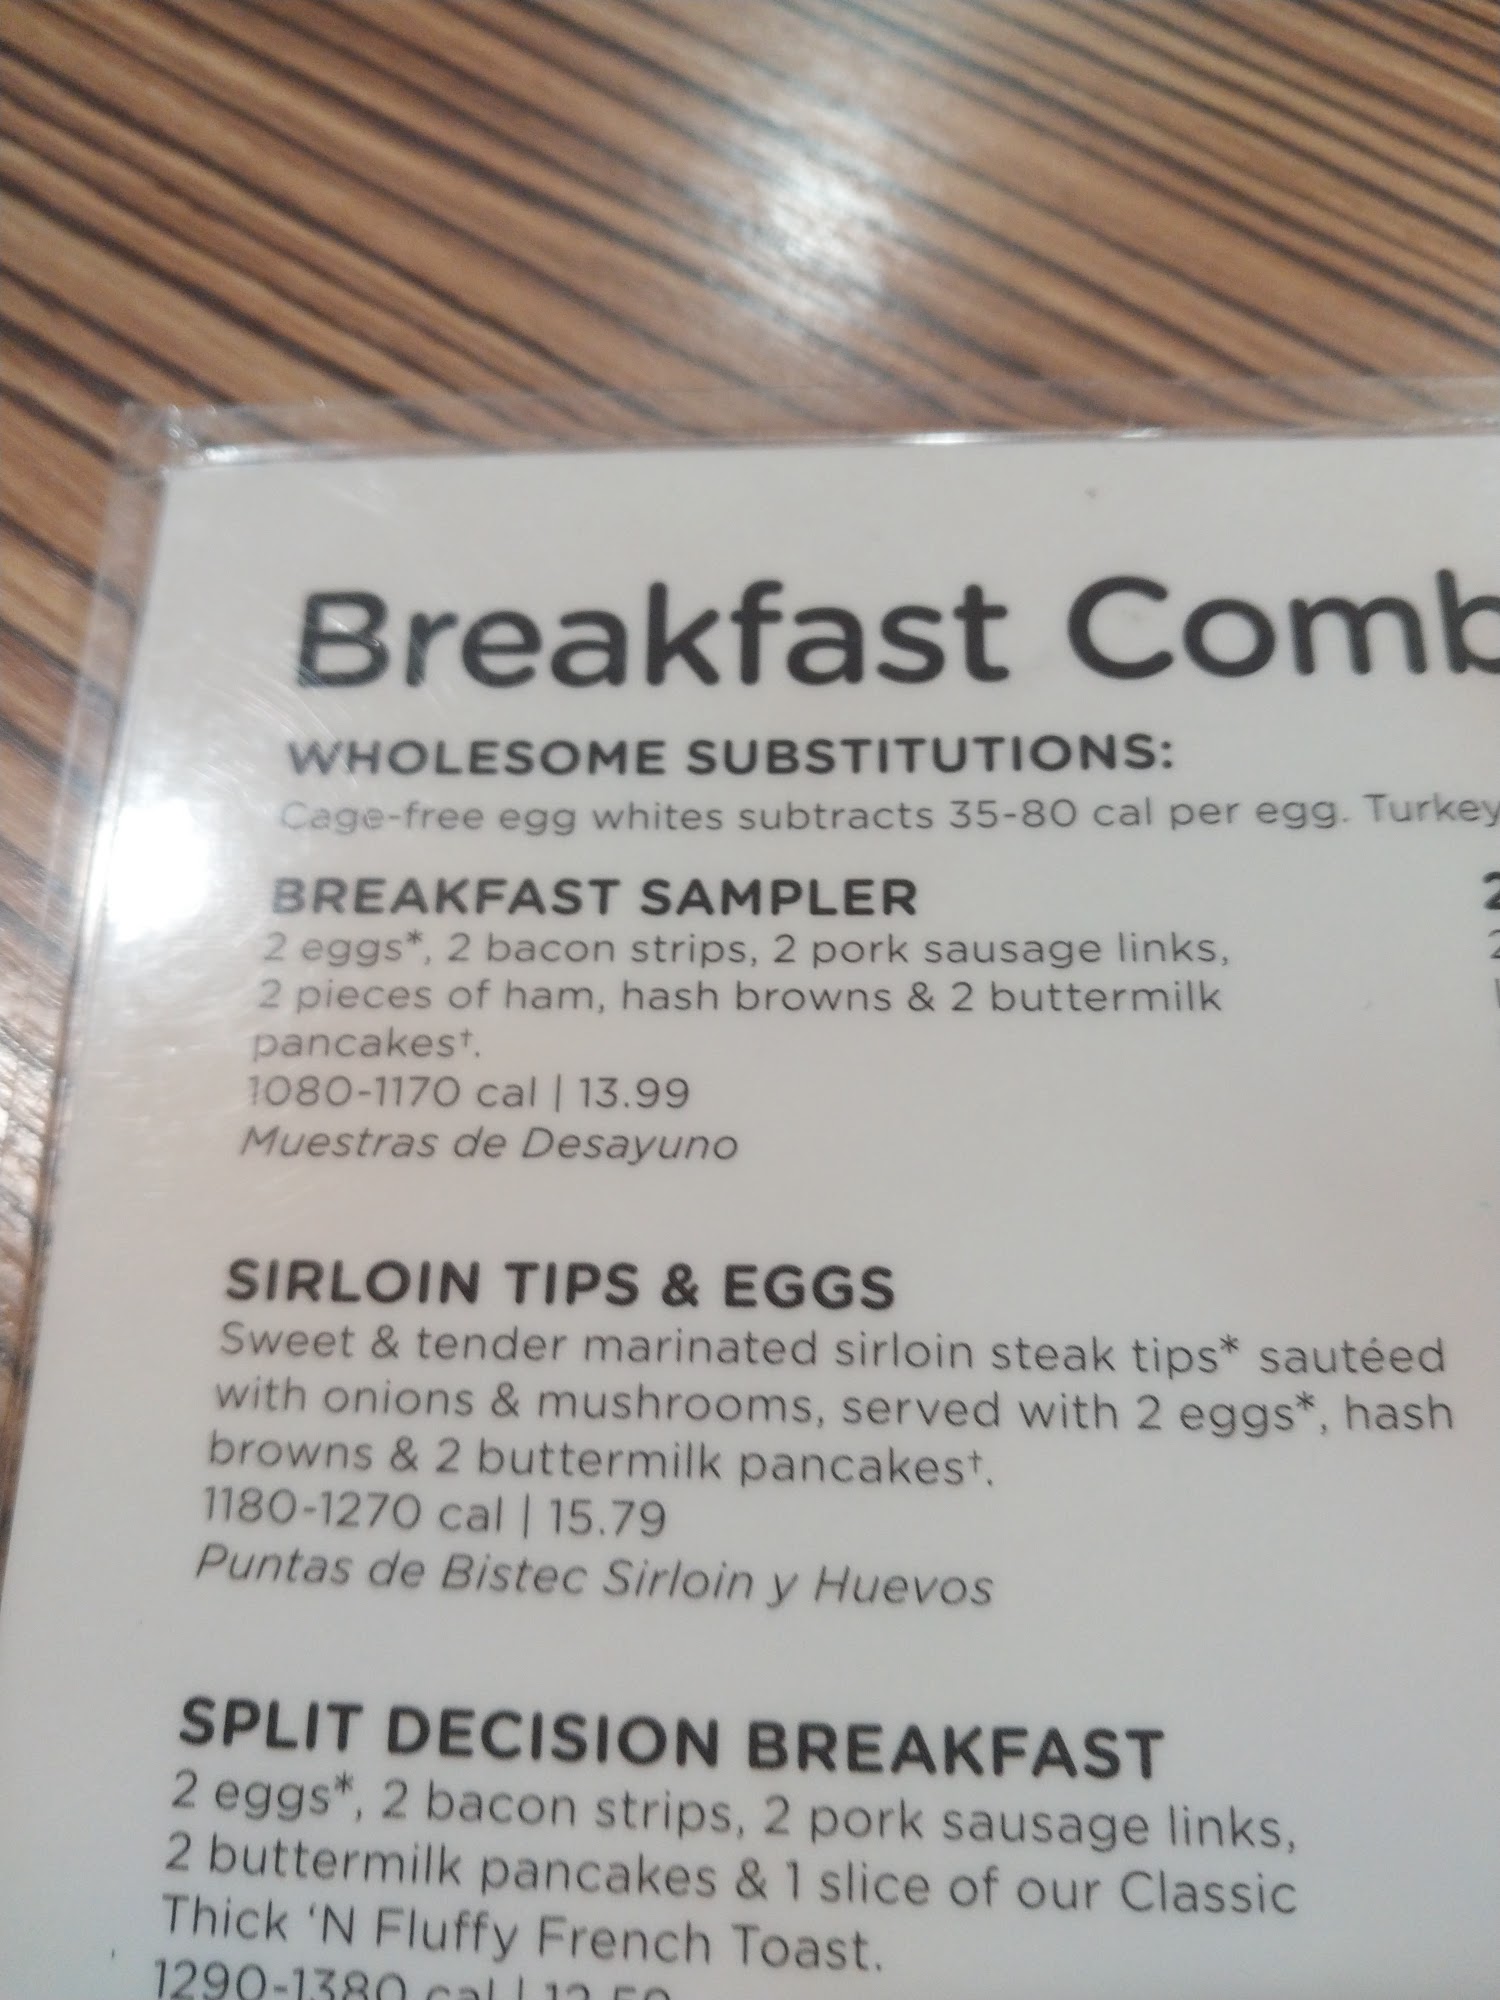 Breakfast Comb
WHOLESOME SUBSTITUTIONS:
Cage-free egg whites subtracts 35-80 cal per egg. Turkey
BREAKFAST SAMPLER
2 eggs*, 2 bacon strips, 2 pork sausage links,
2 pieces of ham, hash browns & 2 buttermilk
pancakes†.
1080-1170 cal | 13.99
Muestras de Desayuno
SIRLOIN TIPS & EGGS
Sweet & tender marinated sirloin steak tips* sautéed
with onions & mushrooms, served with 2 eggs*, hash
browns & 2 buttermilk pancakes†.
1180-1270 cal | 15.79
Puntas de Bistec Sirloin y Huevos
SPLIT DECISION BREAKFAST
2 eggs*, 2 bacon strips, 2 pork sausage links,
2 buttermilk pancakes & 1 slice of our Classic
Thick ‘N Fluffy French Toast.
1290-1380 cal |